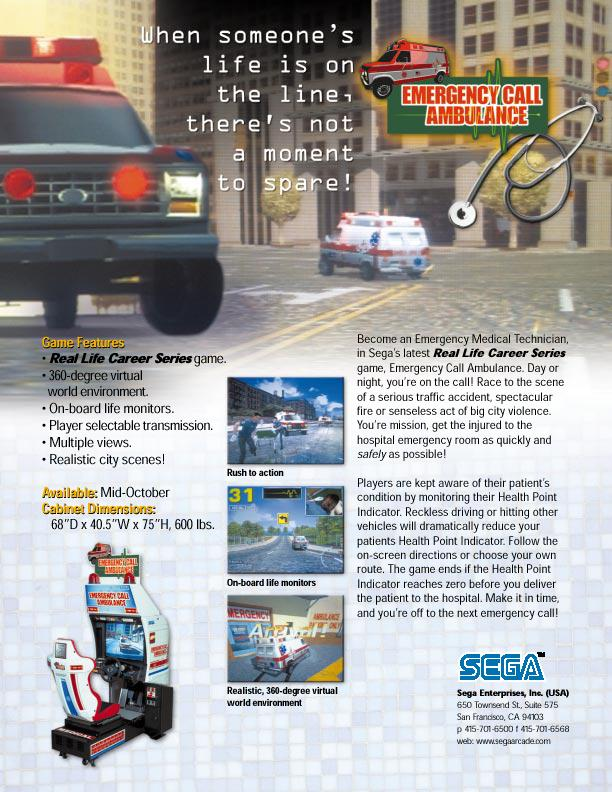 When someone's
life is on
the line,
there's not
a moment
to spare!
EMERGENCY CALL
AMBULANCE
Game Features
• Real Life Career Series game.
• 360-degree virtual
world environment.
• On-board life monitors.
• Player selectable transmission.
• Multiple views.
• Realistic city scenes!
Available: Mid-October
Cabinet Dimensions:
68"D x 40.5"W x 75"H, 600 lbs.
EMERGENCY CALL
AMBULANCE
EMERGENCY CALL
AMBULANCE
Rush to action
31
On-board life monitors
EMERGENCY
AMBULANCE
Arrival!
Realistic, 360-degree virtual
world environment
Become an Emergency Medical Technician,
in Sega's latest Real Life Career Series
game, Emergency Call Ambulance. Day or
night, you're on the call! Race to the scene
of a serious traffic accident, spectacular
fire or senseless act of big city violence.
You're mission, get the injured to the
hospital emergency room as quickly and
safely as possible!
Players are kept aware of their patient's
condition by monitoring their Health Point
Indicator. Reckless driving or hitting other
vehicles will dramatically reduce your
patients Health Point Indicator. Follow the
on-screen directions or choose your own
route. The game ends if the Health Point
Indicator reaches zero before you deliver
the patient to the hospital. Make it in time,
and you're off to the next emergency call!
SEGA™
Sega Enterprises, Inc. (USA)
650 Townsend St., Suite 575
San Francisco, CA 94103
p 415-701-6500 f 415-701-6568
web: www.segaarcade.com